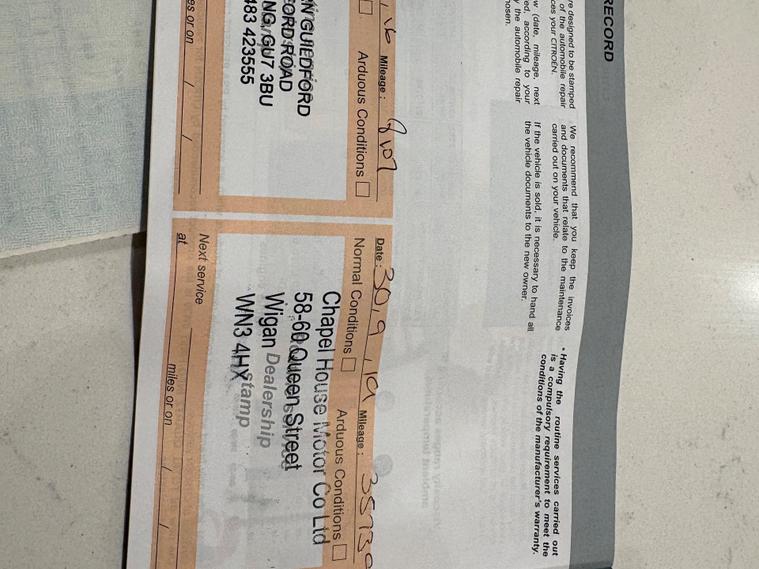 RECORD
re designed to be stamped
of the automobile repair
ces your CITROËN.
w (date, mileage, next
ed, according to your
y the automobile repair
hosen.
We recommend that you keep the invoices
and documents that relate to the maintenance
carried out on your vehicle.
If the vehicle is sold, it is necessary to hand all
the vehicle documents to the new owner.
• Having the routine services carried out
is a compulsory requirement to meet the
conditions of the manufacturer's warranty.
Mileage :
Arduous Conditions
GUILDFORD
ORD ROAD
GU7 3BU
483 423555
es or on / /
Date : 30.9.19 Mileage :
Normal Conditions Arduous Conditions
Chapel House Motor Co Ltd
58-60 Queen Street
Wigan Dealership
WN3 4HX stamp
Next service
at miles or on / /